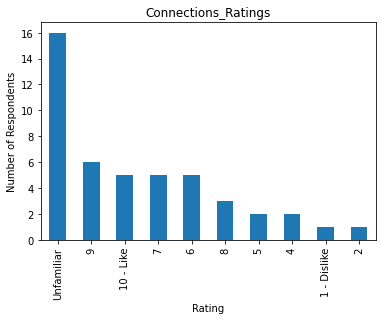 Connections_Ratings
Number of Respondents
16
14
12
10
8
6
4
2
0
Unfamiliar
9
10 - Like
7
6
8
5
4
1 - Dislike
2
Rating